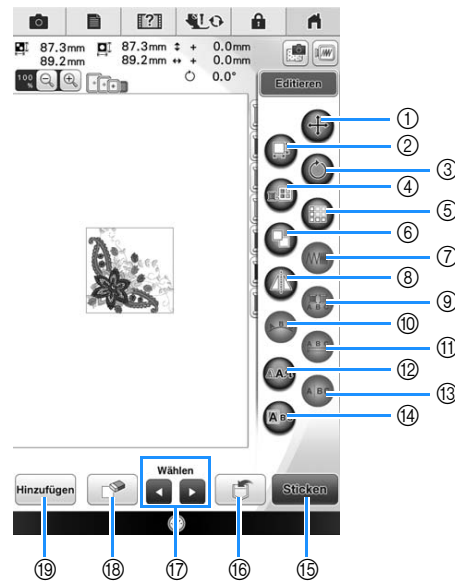 87.3mm 87.3mm + 0.0mm
89.2mm 89.2mm + 0.0mm
100 % 0.0°
Editieren
①
②
③
④
⑤
⑥
⑦
⑧
⑨
⑩
⑪
⑫
⑬
⑭
Wählen
Hinzufügen
Sticken
⑲ ⑱ ⑰ ⑯ ⑮